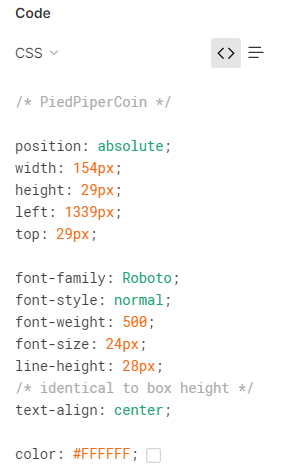 Code
CSS
/* PiedPiperCoin */
position: absolute;
width: 154px;
height: 29px;
left: 1339px;
top: 29px;
font-family: Roboto;
font-style: normal;
font-weight: 500;
font-size: 24px;
line-height: 28px;
/* identical to box height */
text-align: center;
color: #FFFFFF;